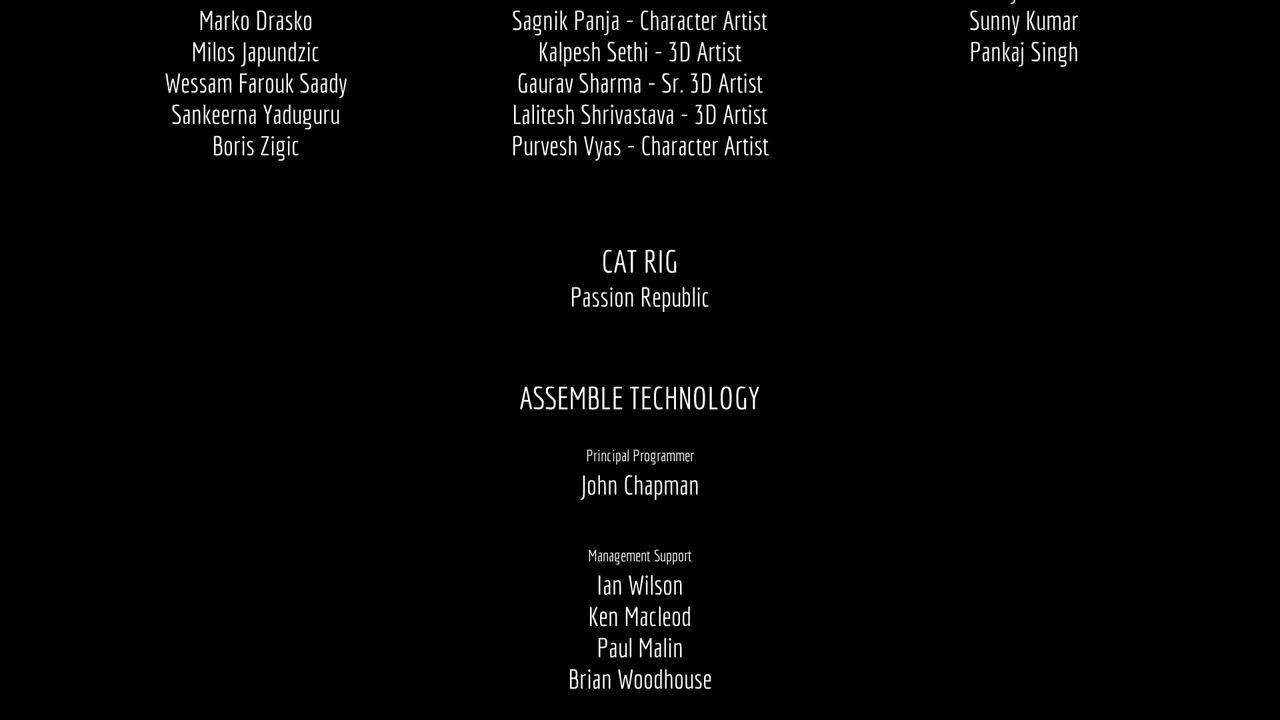 Marko Drasko
Milos Japundzic
Wessam Farouk Saady
Sankeerna Yaduguru
Boris Zigic
Sagnik Panja - Character Artist
Kalpesh Sethi - 3D Artist
Gaurav Sharma - Sr. 3D Artist
Lalitesh Shrivastava - 3D Artist
Purvesh Vyas - Character Artist
Sunny Kumar
Pankaj Singh
CAT RIG
Passion Republic
ASSEMBLE TECHNOLOGY
Principal Programmer
John Chapman
Management Support
Ian Wilson
Ken Macleod
Paul Malin
Brian Woodhouse